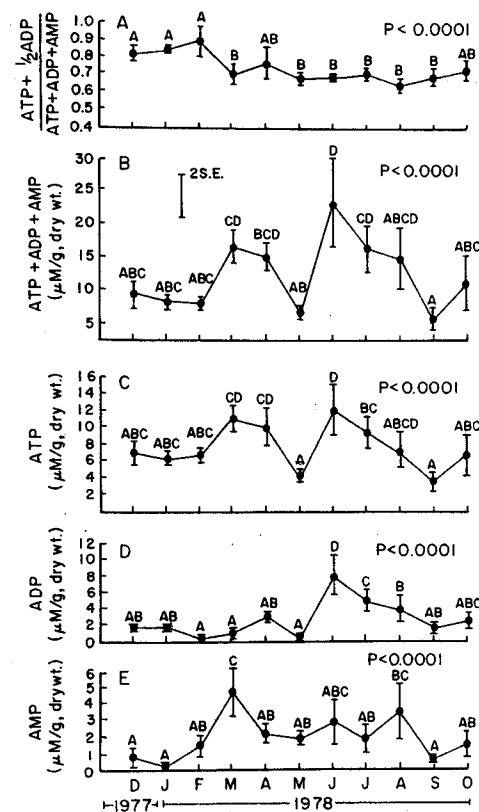 A
P<0.0001
ATP+ ½ADP
ATP+ADP+AMP
1.0
0.9
0.8
0.7
0.6
0.5
0.4
A A A B AB B B B B B AB
B
P<0.0001
2S.E.
ATP+ADP+AMP
(μM/g, dry wt.)
30
25
20
15
10
5
ABC ABC ABC CD BCD AB D CD ABCD A ABC
C
P<0.0001
ATP
(μM/g, dry wt.)
16
14
12
10
8
6
4
2
ABC ABC ABC CD CD A D BC ABCD A ABC
D
P<0.0001
ADP
(μM/g, dry wt.)
12
10
8
6
4
2
0
AB AB A A AB A D C B AB ABC
E
P<0.0001
AMP
(μM/g, drywt.)
6
5
4
3
2
1
0
A A AB C AB AB ABC AB BC A AB
D J F M A M J J A S O
1977 1978